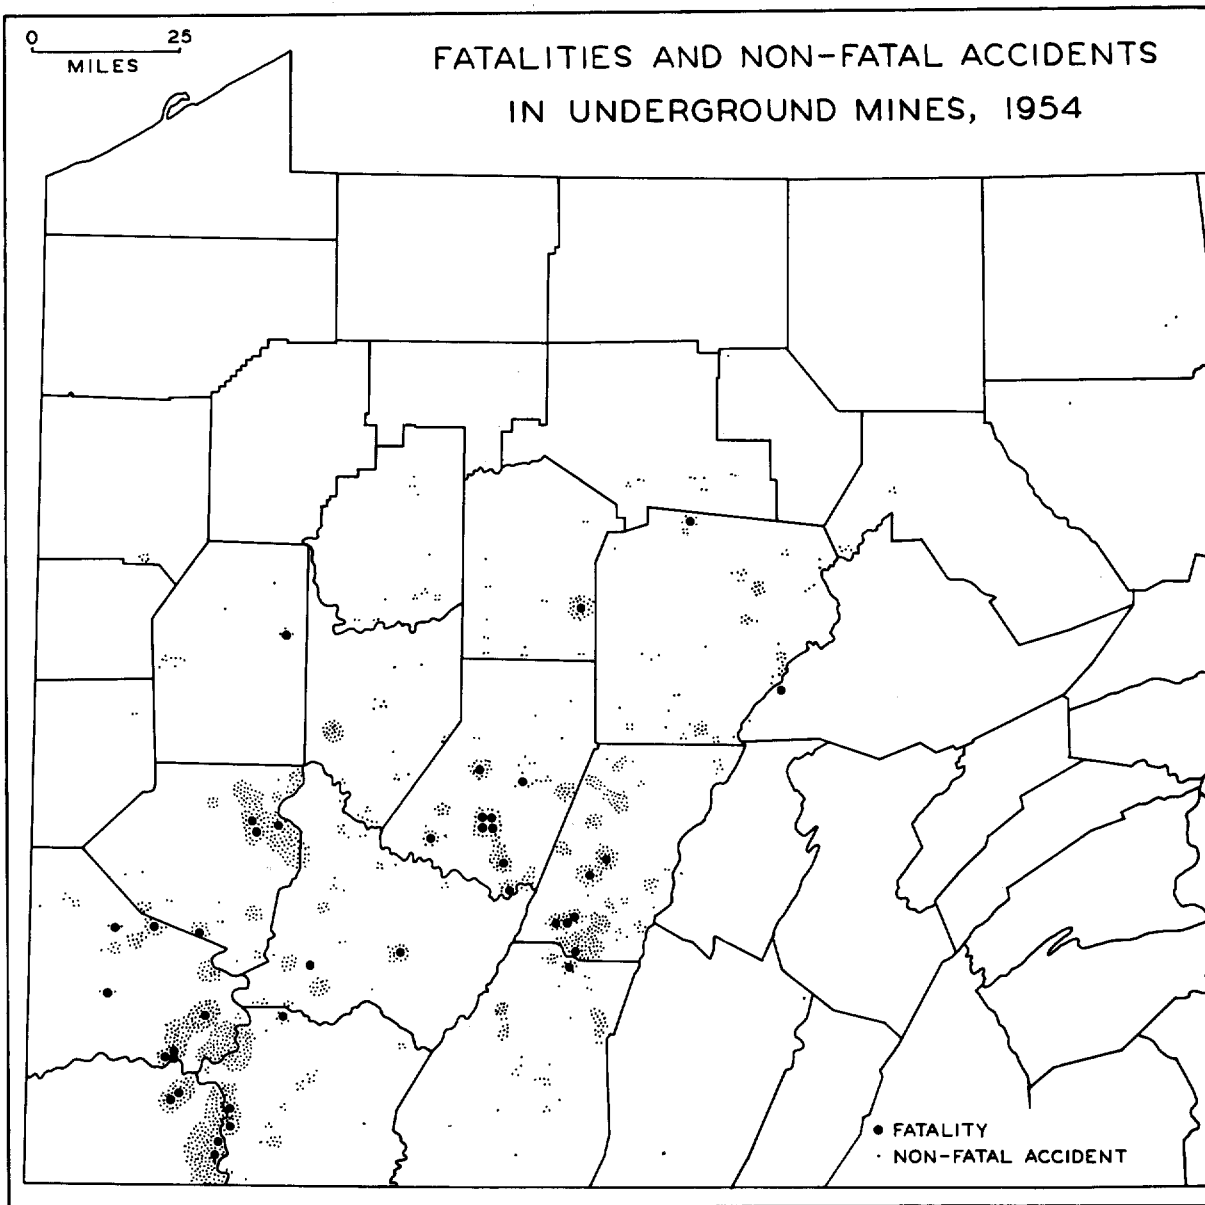 0 25
MILES
FATALITIES AND NON-FATAL ACCIDENTS
IN UNDERGROUND MINES, 1954
FATALITY
NON-FATAL ACCIDENT